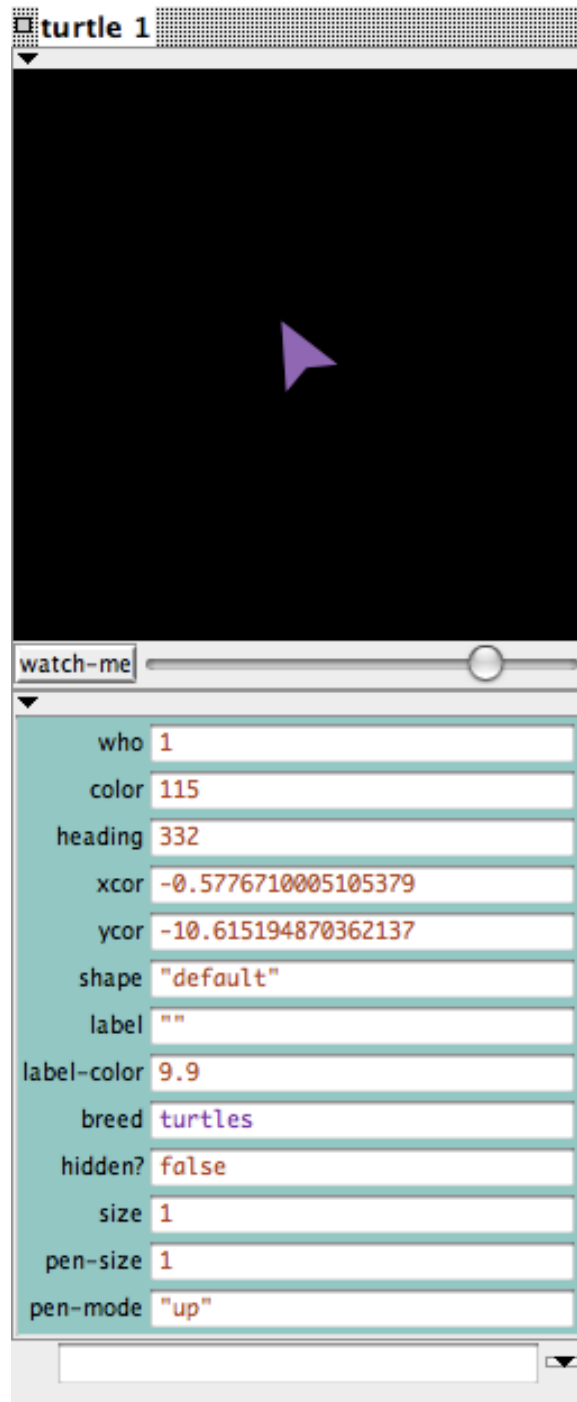 turtle 1
watch-me
who 1
color 115
heading 332
xcor -0.5776710005105379
ycor -10.615194870362137
shape "default"
label ""
label-color 9.9
breed turtles
hidden? false
size 1
pen-size 1
pen-mode "up"